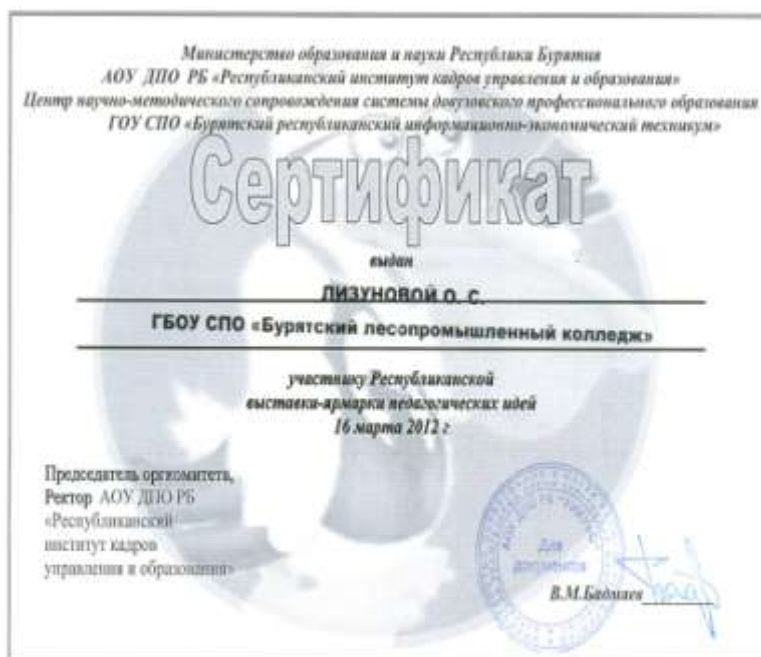 Министерство образования и науки Республики Бурятия
АОУ ДПО РБ «Республиканский институт кадров управления и образования»
Центр научно-методического сопровождения системы довузовского профессионального образования
ГОУ СПО «Бурятский республиканский информационно-экономический техникум»
Сертификат
выдан
ЛИЗУНОВОЙ О. С.
ГБОУ СПО «Бурятский лесопромышленный колледж»
участнику Республиканской
выставки-ярмарки педагогических идей
16 марта 2012 г
Председатель оргкомитета,
Ректор АОУ ДПО РБ
«Республиканский
институт кадров
управления и образования»
Для
документов
В.М.Бадмаев